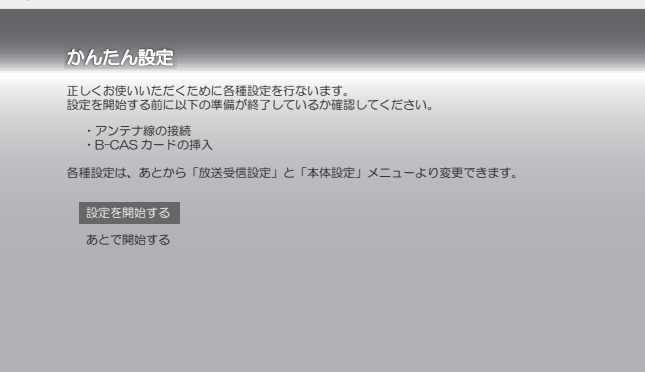 かんたん設定
正しくお使いいただくために各種設定を行ないます。
設定を開始する前に以下の準備が終了しているか確認してください。
・アンテナ線の接続
・B-CAS カードの挿入
各種設定は、あとから「放送受信設定」と「本体設定」メニューより変更できます。
設定を開始する
あとで開始する